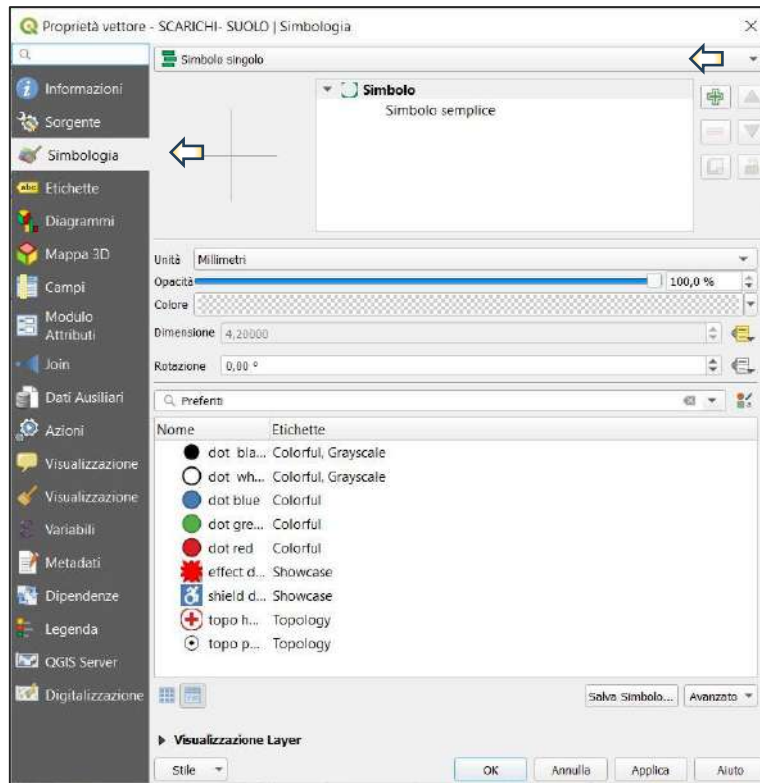 Proprietà vettore - SCARICHI- SUOLO | Simbologia
Simbolo singolo
Informazioni
Sorgente
Simbologia
Etichette
Diagrammi
Mappa 3D
Campi
Modulo
Attributi
Join
Dati Ausiliari
Azioni
Visualizzazione
Visualizzazione
Variabili
Metadati
Dipendenze
Legenda
QGIS Server
Digitalizzazione
Simbolo
Simbolo semplice
Unità Millimetri
Opacità 100,0 %
Colore
Dimensione 4,20000
Rotazione 0,00 °
Preferiti
Nome Etichette
dot bla... Colorful, Grayscale
dot wh... Colorful, Grayscale
dot blue Colorful
dot gre... Colorful
dot red Colorful
effect d... Showcase
shield d... Showcase
topo h... Topology
topo p... Topology
Salva Simbolo... Avanzato
Visualizzazione Layer
Stile OK Annulla Applica Aiuto